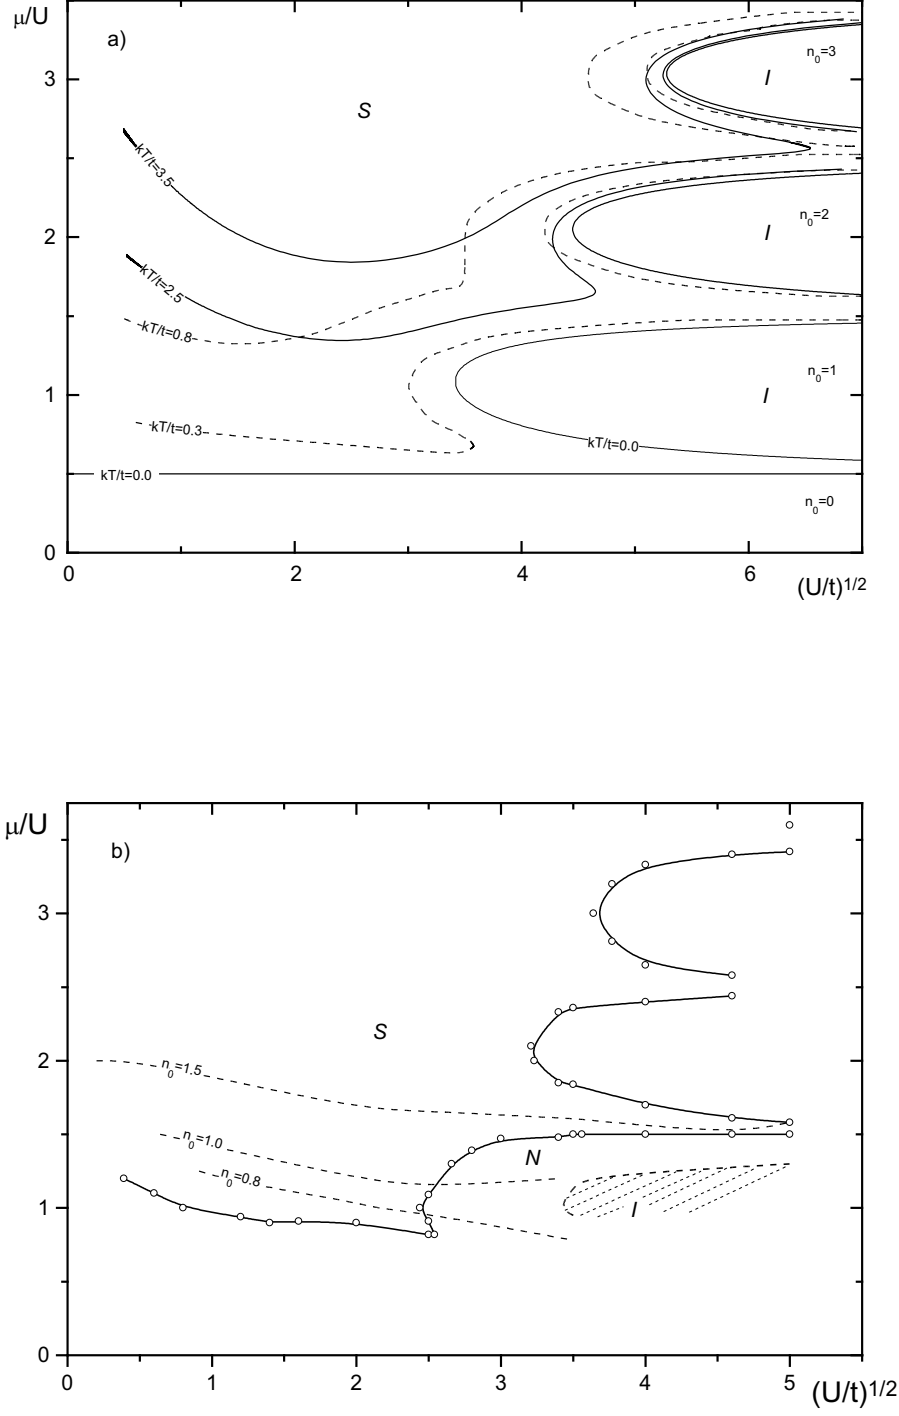 μ/U
a)
3
2
1
0
S
I
n0=3
I
n0=2
I
n0=1
n0=0
kT/t=3.5
kT/t=2.5
kT/t=0.8
kT/t=0.3
kT/t=0.0
kT/t=0.0
0 2 4 6
(U/t)1/2
μ/U
b)
3
2
1
0
S
n0=1.5
n0=1.0
n0=0.8
N
I
0 1 2 3 4 5
(U/t)1/2